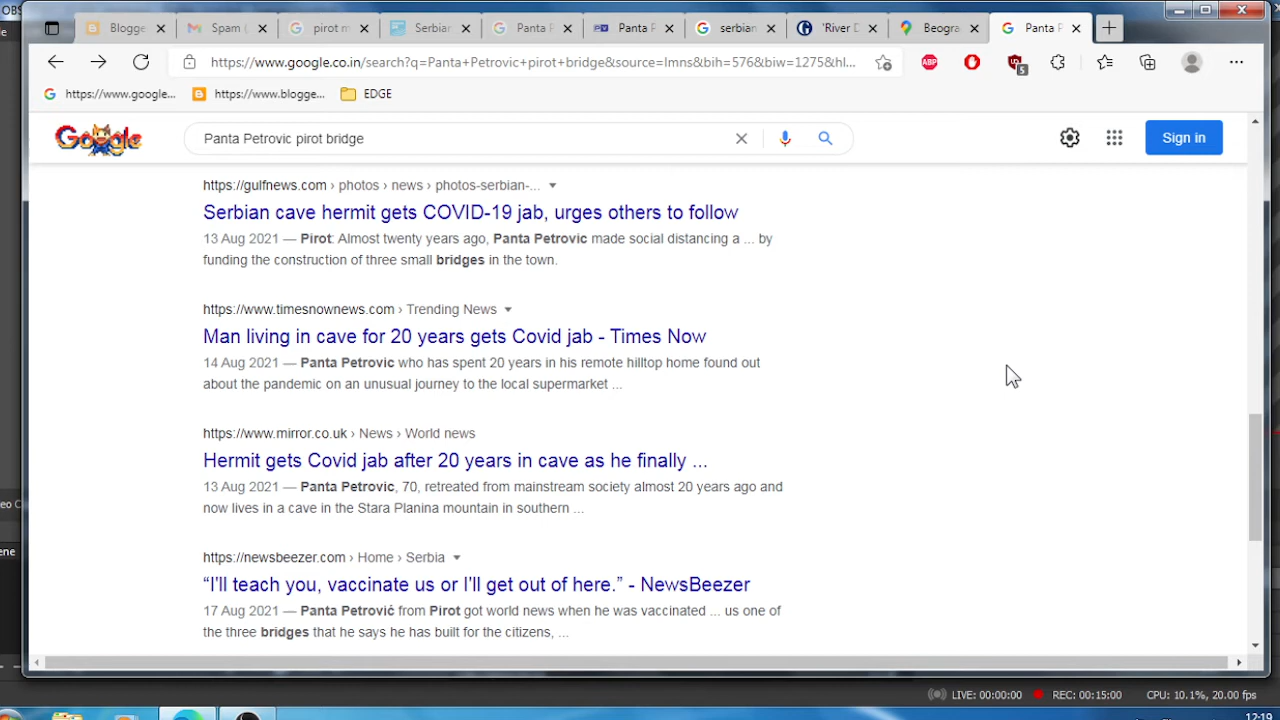 OBS
Blogge
Spam (
pirot m
Serbian
Panta P
Panta P
serbian
'River D
Beogra
Panta P
https://www.google.co.in/search?q=Panta+Petrovic+pirot+bridge&source=lmns&bih=576&biw=1275&hl...
ABP
5
https://www.google...
https://www.blogge...
EDGE
Google
Panta Petrovic pirot bridge
Sign in
https://gulfnews.com › photos › news › photos-serbian-...
Serbian cave hermit gets COVID-19 jab, urges others to follow
13 Aug 2021 — Pirot: Almost twenty years ago, Panta Petrovic made social distancing a ... by
funding the construction of three small bridges in the town.
https://www.timesnownews.com › Trending News
Man living in cave for 20 years gets Covid jab - Times Now
14 Aug 2021 — Panta Petrovic who has spent 20 years in his remote hilltop home found out
about the pandemic on an unusual journey to the local supermarket ...
https://www.mirror.co.uk › News › World news
Hermit gets Covid jab after 20 years in cave as he finally ...
13 Aug 2021 — Panta Petrovic, 70, retreated from mainstream society almost 20 years ago and
now lives in a cave in the Stara Planina mountain in southern ...
eo C
ene
https://newsbeezer.com › Home › Serbia
“I'll teach you, vaccinate us or I'll get out of here.” - NewsBeezer
17 Aug 2021 — Panta Petrović from Pirot got world news when he was vaccinated ... us one of
the three bridges that he says he has built for the citizens, ...
LIVE: 00:00:00
REC: 00:15:00
CPU: 10.1%, 20.00 fps
12:19